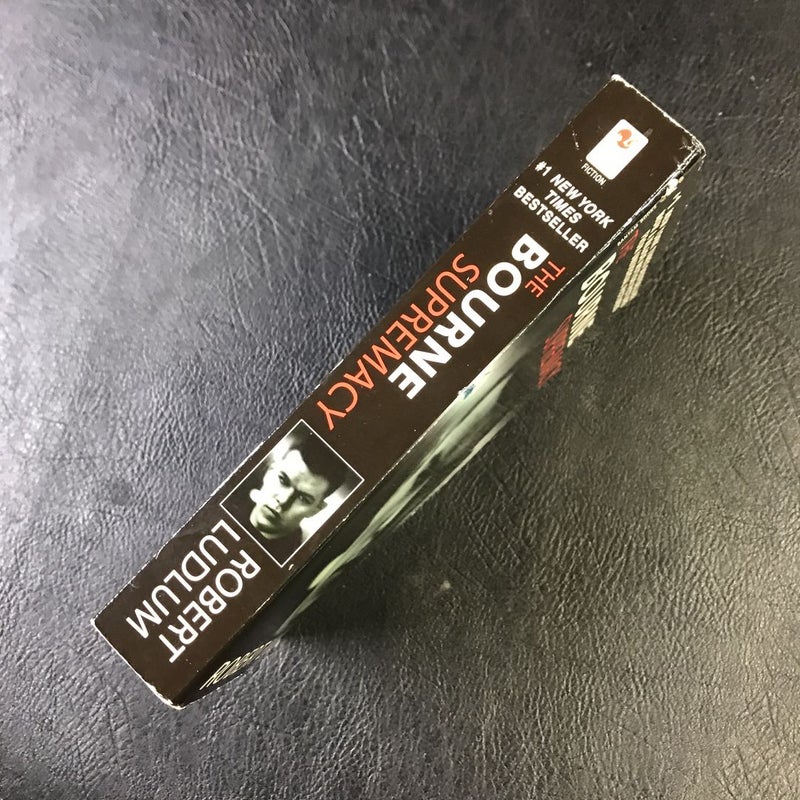 FICTION
#1 NEW YORK
TIMES
BESTSELLER
THE
BOURNE
SUPREMACY
ROBERT
LUDLUM